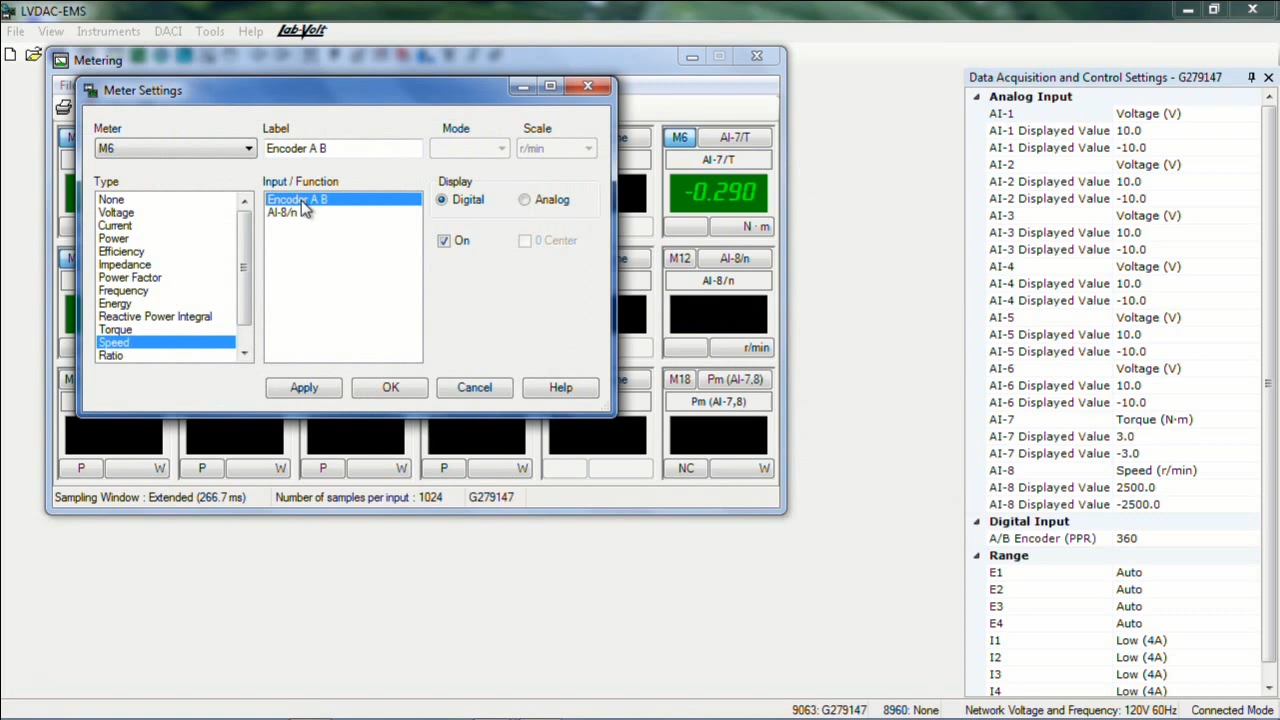 LVDAC-EMS
File View Instruments DACI Tools Help Lab-Volt
Metering
Meter Settings
Meter
M6
Label
Encoder A B
Mode
Scale
r/min
Type
None
Voltage
Current
Power
Efficiency
Impedance
Power Factor
Frequency
Energy
Reactive Power Integral
Torque
Speed
Ratio
Input / Function
Encoder A B
AI-8/n
Display
Digital
Analog
On
0 Center
Apply
OK
Cancel
Help
M6 AI-7/T
AI-7/T
-0.290
N·m
M12 AI-8/n
AI-8/n
r/min
M18 Pm (AI-7,8)
Pm (AI-7,8)
P W P W P W P W NC W
Sampling Window : Extended (266.7 ms) Number of samples per input : 1024 G279147
Data Acquisition and Control Settings - G279147
Analog Input
AI-1 Voltage (V)
AI-1 Displayed Value 10.0
AI-1 Displayed Value -10.0
AI-2 Voltage (V)
AI-2 Displayed Value 10.0
AI-2 Displayed Value -10.0
AI-3 Voltage (V)
AI-3 Displayed Value 10.0
AI-3 Displayed Value -10.0
AI-4 Voltage (V)
AI-4 Displayed Value 10.0
AI-4 Displayed Value -10.0
AI-5 Voltage (V)
AI-5 Displayed Value 10.0
AI-5 Displayed Value -10.0
AI-6 Voltage (V)
AI-6 Displayed Value 10.0
AI-6 Displayed Value -10.0
AI-7 Torque (N·m)
AI-7 Displayed Value 3.0
AI-7 Displayed Value -3.0
AI-8 Speed (r/min)
AI-8 Displayed Value 2500.0
AI-8 Displayed Value -2500.0
Digital Input
A/B Encoder (PPR) 360
Range
E1 Auto
E2 Auto
E3 Auto
E4 Auto
I1 Low (4A)
I2 Low (4A)
I3 Low (4A)
I4 Low (4A)
9063: G279147 8960: None Network Voltage and Frequency: 120V 60Hz Connected Mode